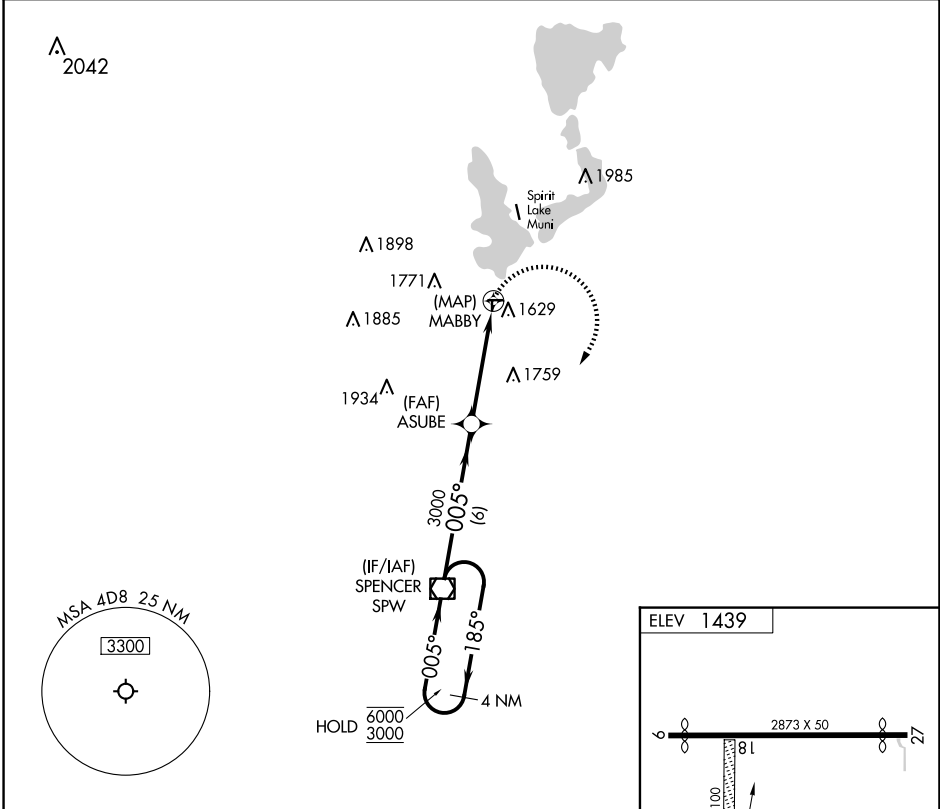 2042
1985
Spirit
Lake
Muni
1898
1771
(MAP)
MABBY
1629
1885
1759
1934
(FAF)
ASUBE
3000
005°
(6)
(IF/IAF)
SPENCER
SPW
005°
185°
4 NM
HOLD
6000
3000
MSA 4D8 25 NM
3300
ELEV 1439
9
2873 X 50
27
18
100